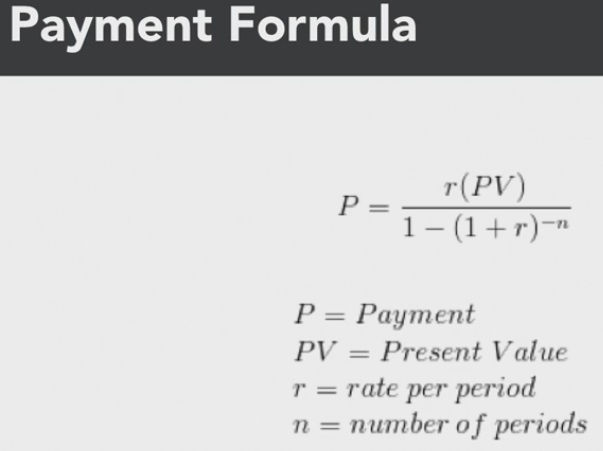 Payment Formula
P = r(PV) / 1 − (1 + r)^−n
P = Payment
PV = Present Value
r = rate per period
n = number of periods